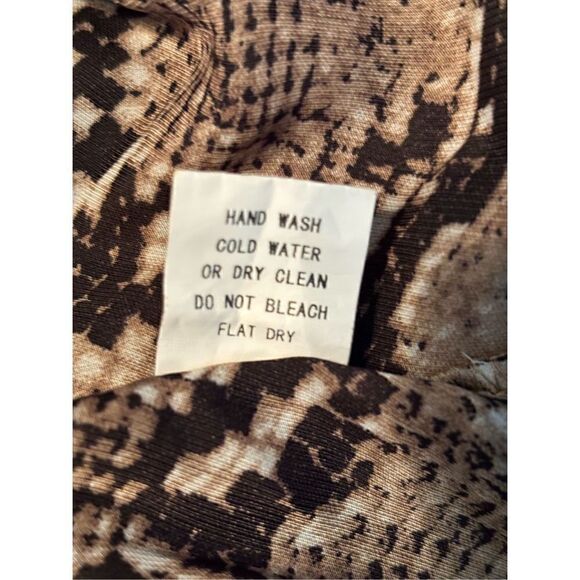 HAND WASH
COLD WATER
OR DRY CLEAN
DO NOT BLEACH
FLAT DRY